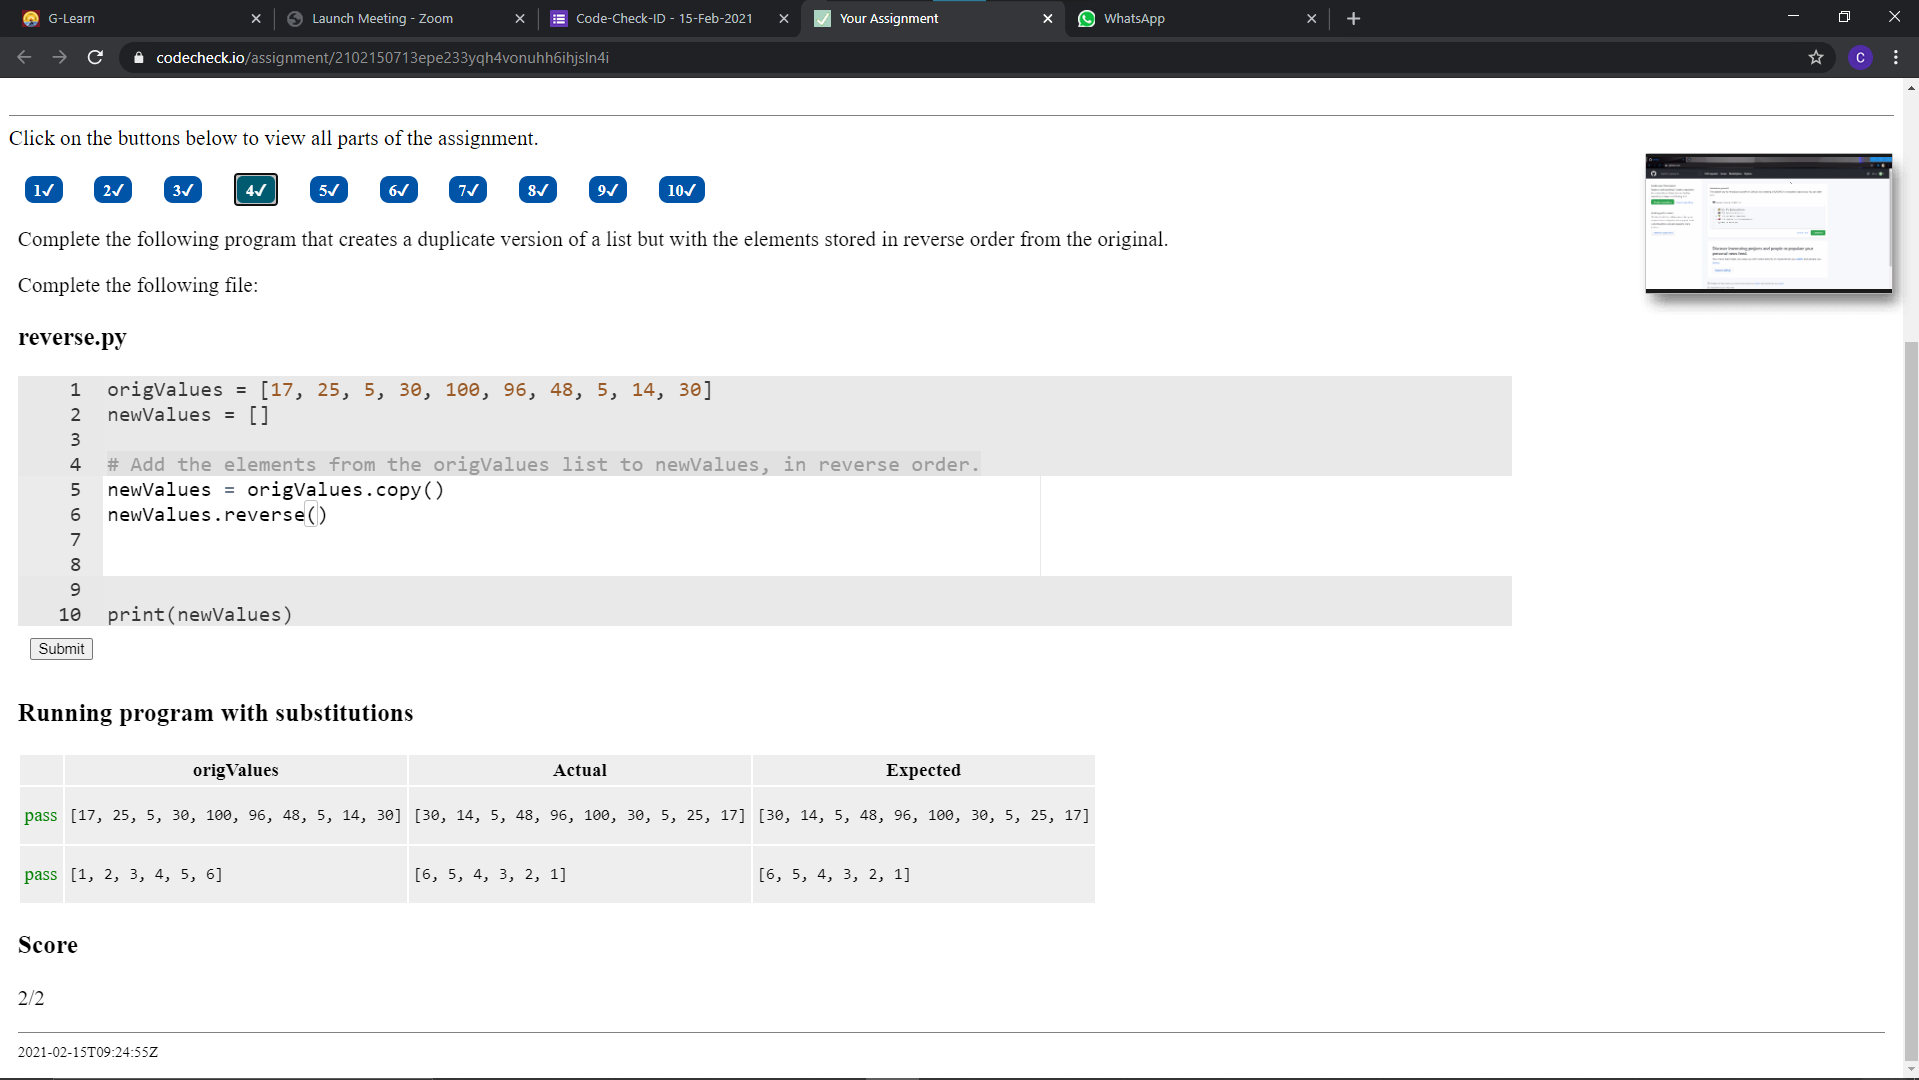 G-Learn
Launch Meeting - Zoom
Code-Check-ID - 15-Feb-2021
Your Assignment
WhatsApp
codecheck.io/assignment/2102150713epe233yqh4vonuhh6ihjsln4i
C
Click on the buttons below to view all parts of the assignment.
1✓ 2✓ 3✓ 4✓ 5✓ 6✓ 7✓ 8✓ 9✓ 10✓
Complete the following program that creates a duplicate version of a list but with the elements stored in reverse order from the original.
Complete the following file:
reverse.py
1 origValues = [17, 25, 5, 30, 100, 96, 48, 5, 14, 30]
2 newValues = []
3
4 # Add the elements from the origValues list to newValues, in reverse order.
5 newValues = origValues.copy()
6 newValues.reverse()
7
8
9
10 print(newValues)
Submit
Running program with substitutions
origValues Actual Expected
pass [17, 25, 5, 30, 100, 96, 48, 5, 14, 30] [30, 14, 5, 48, 96, 100, 30, 5, 25, 17] [30, 14, 5, 48, 96, 100, 30, 5, 25, 17]
pass [1, 2, 3, 4, 5, 6] [6, 5, 4, 3, 2, 1] [6, 5, 4, 3, 2, 1]
Score
2/2
2021-02-15T09:24:55Z